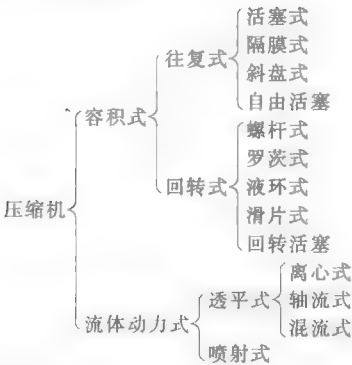 活塞式
隔膜式
往复式
斜盘式
自由活塞
容积式
螺杆式
罗茨式
回转式
液环式
滑片式
压缩机
回转活塞
离心式
透平式
轴流式
流体动力式
混流式
喷射式